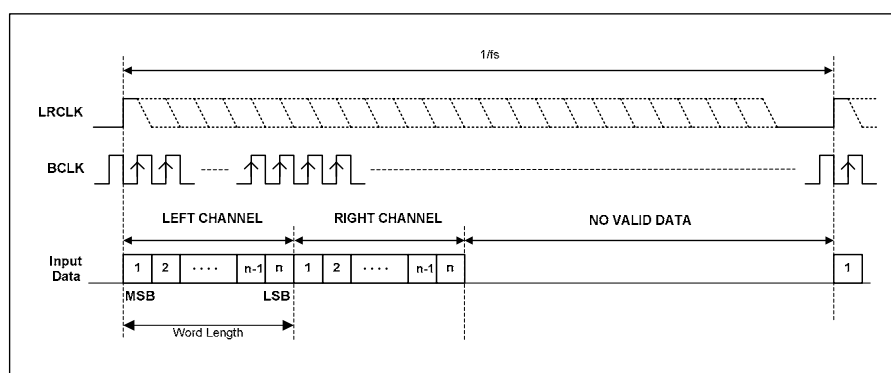 1/fs
LRCLK
BCLK
LEFT CHANNEL RIGHT CHANNEL NO VALID DATA
Input Data 1 2 .... n-1 n 1 2 .... n-1 n 1
MSB LSB
Word Length